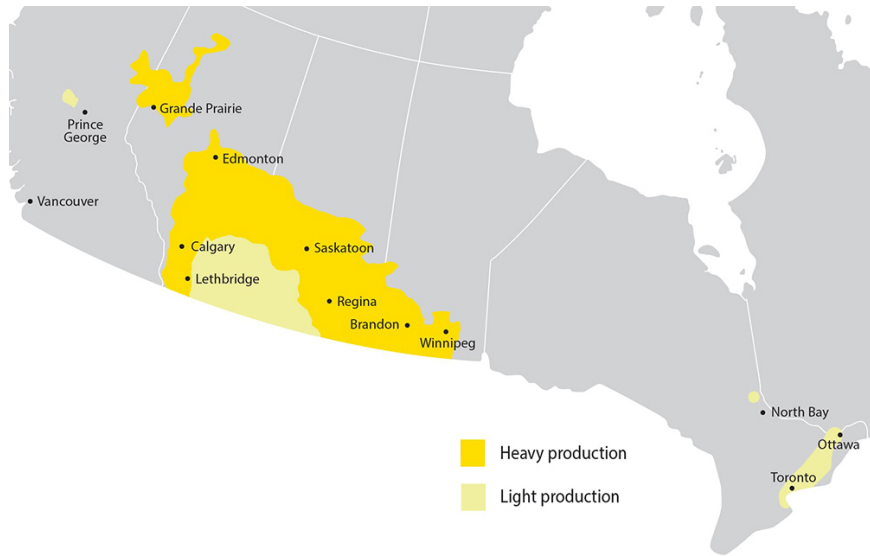 Grande Prairie
Prince
George
Edmonton
Vancouver
Calgary
Saskatoon
Lethbridge
Regina
Brandon
Winnipeg
North Bay
Ottawa
Heavy production
Toronto
Light production